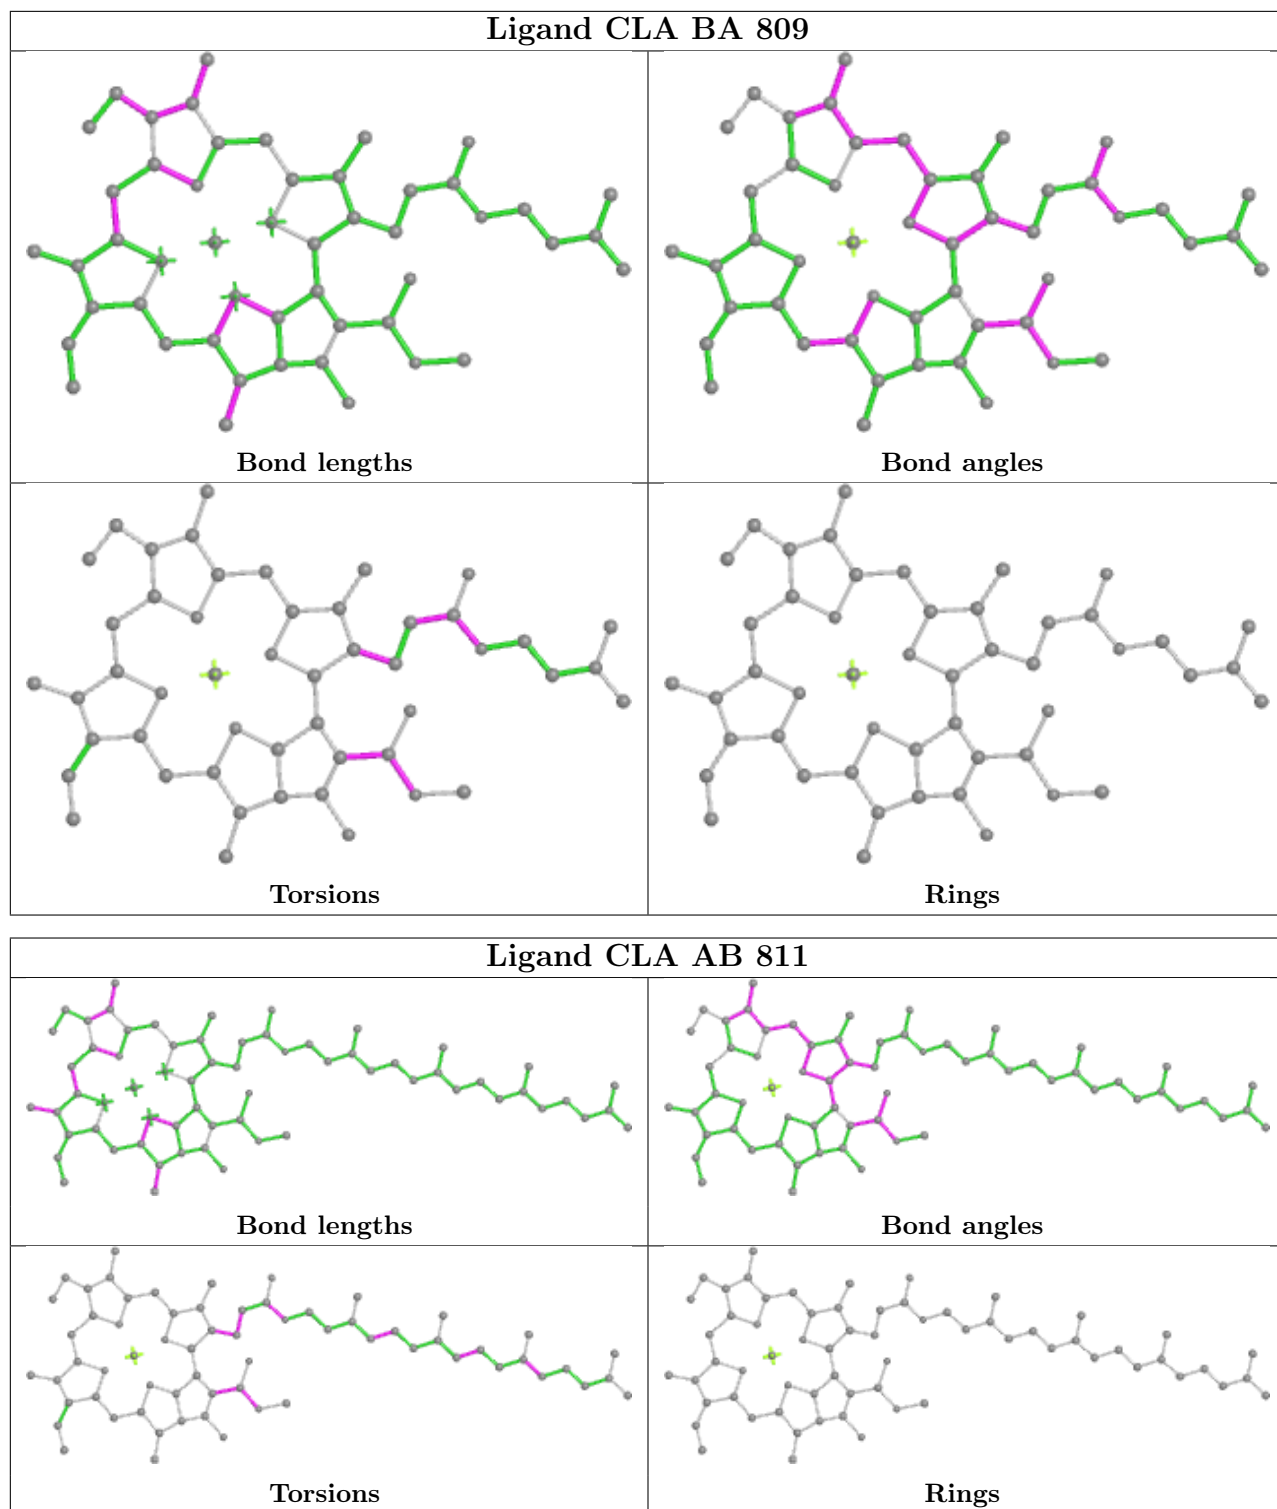 Ligand CLA BA 809
Bond lengths
Bond angles
Torsions
Rings
Ligand CLA AB 811
Bond lengths
Bond angles
Torsions
Rings